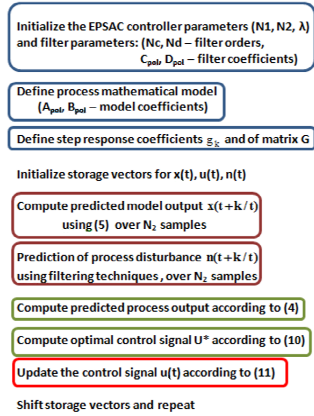 Initialize the EPSAC controller parameters (N1, N2, λ)
and filter parameters: (Nc, Nd – filter orders,
Cpol, Dpol – filter coefficients)
Define process mathematical model
(Apol, Bpol – model coefficients)
Define step response coefficients gk and of matrix G
Initialize storage vectors for x(t), u(t), n(t)
Compute predicted model output x(t+k/t)
using (5) over N2 samples
Prediction of process disturbance n(t+k/t)
using filtering techniques, over N2 samples
Compute predicted process output according to (4)
Compute optimal control signal U* according to (10)
Update the control signal u(t) according to (11)
Shift storage vectors and repeat